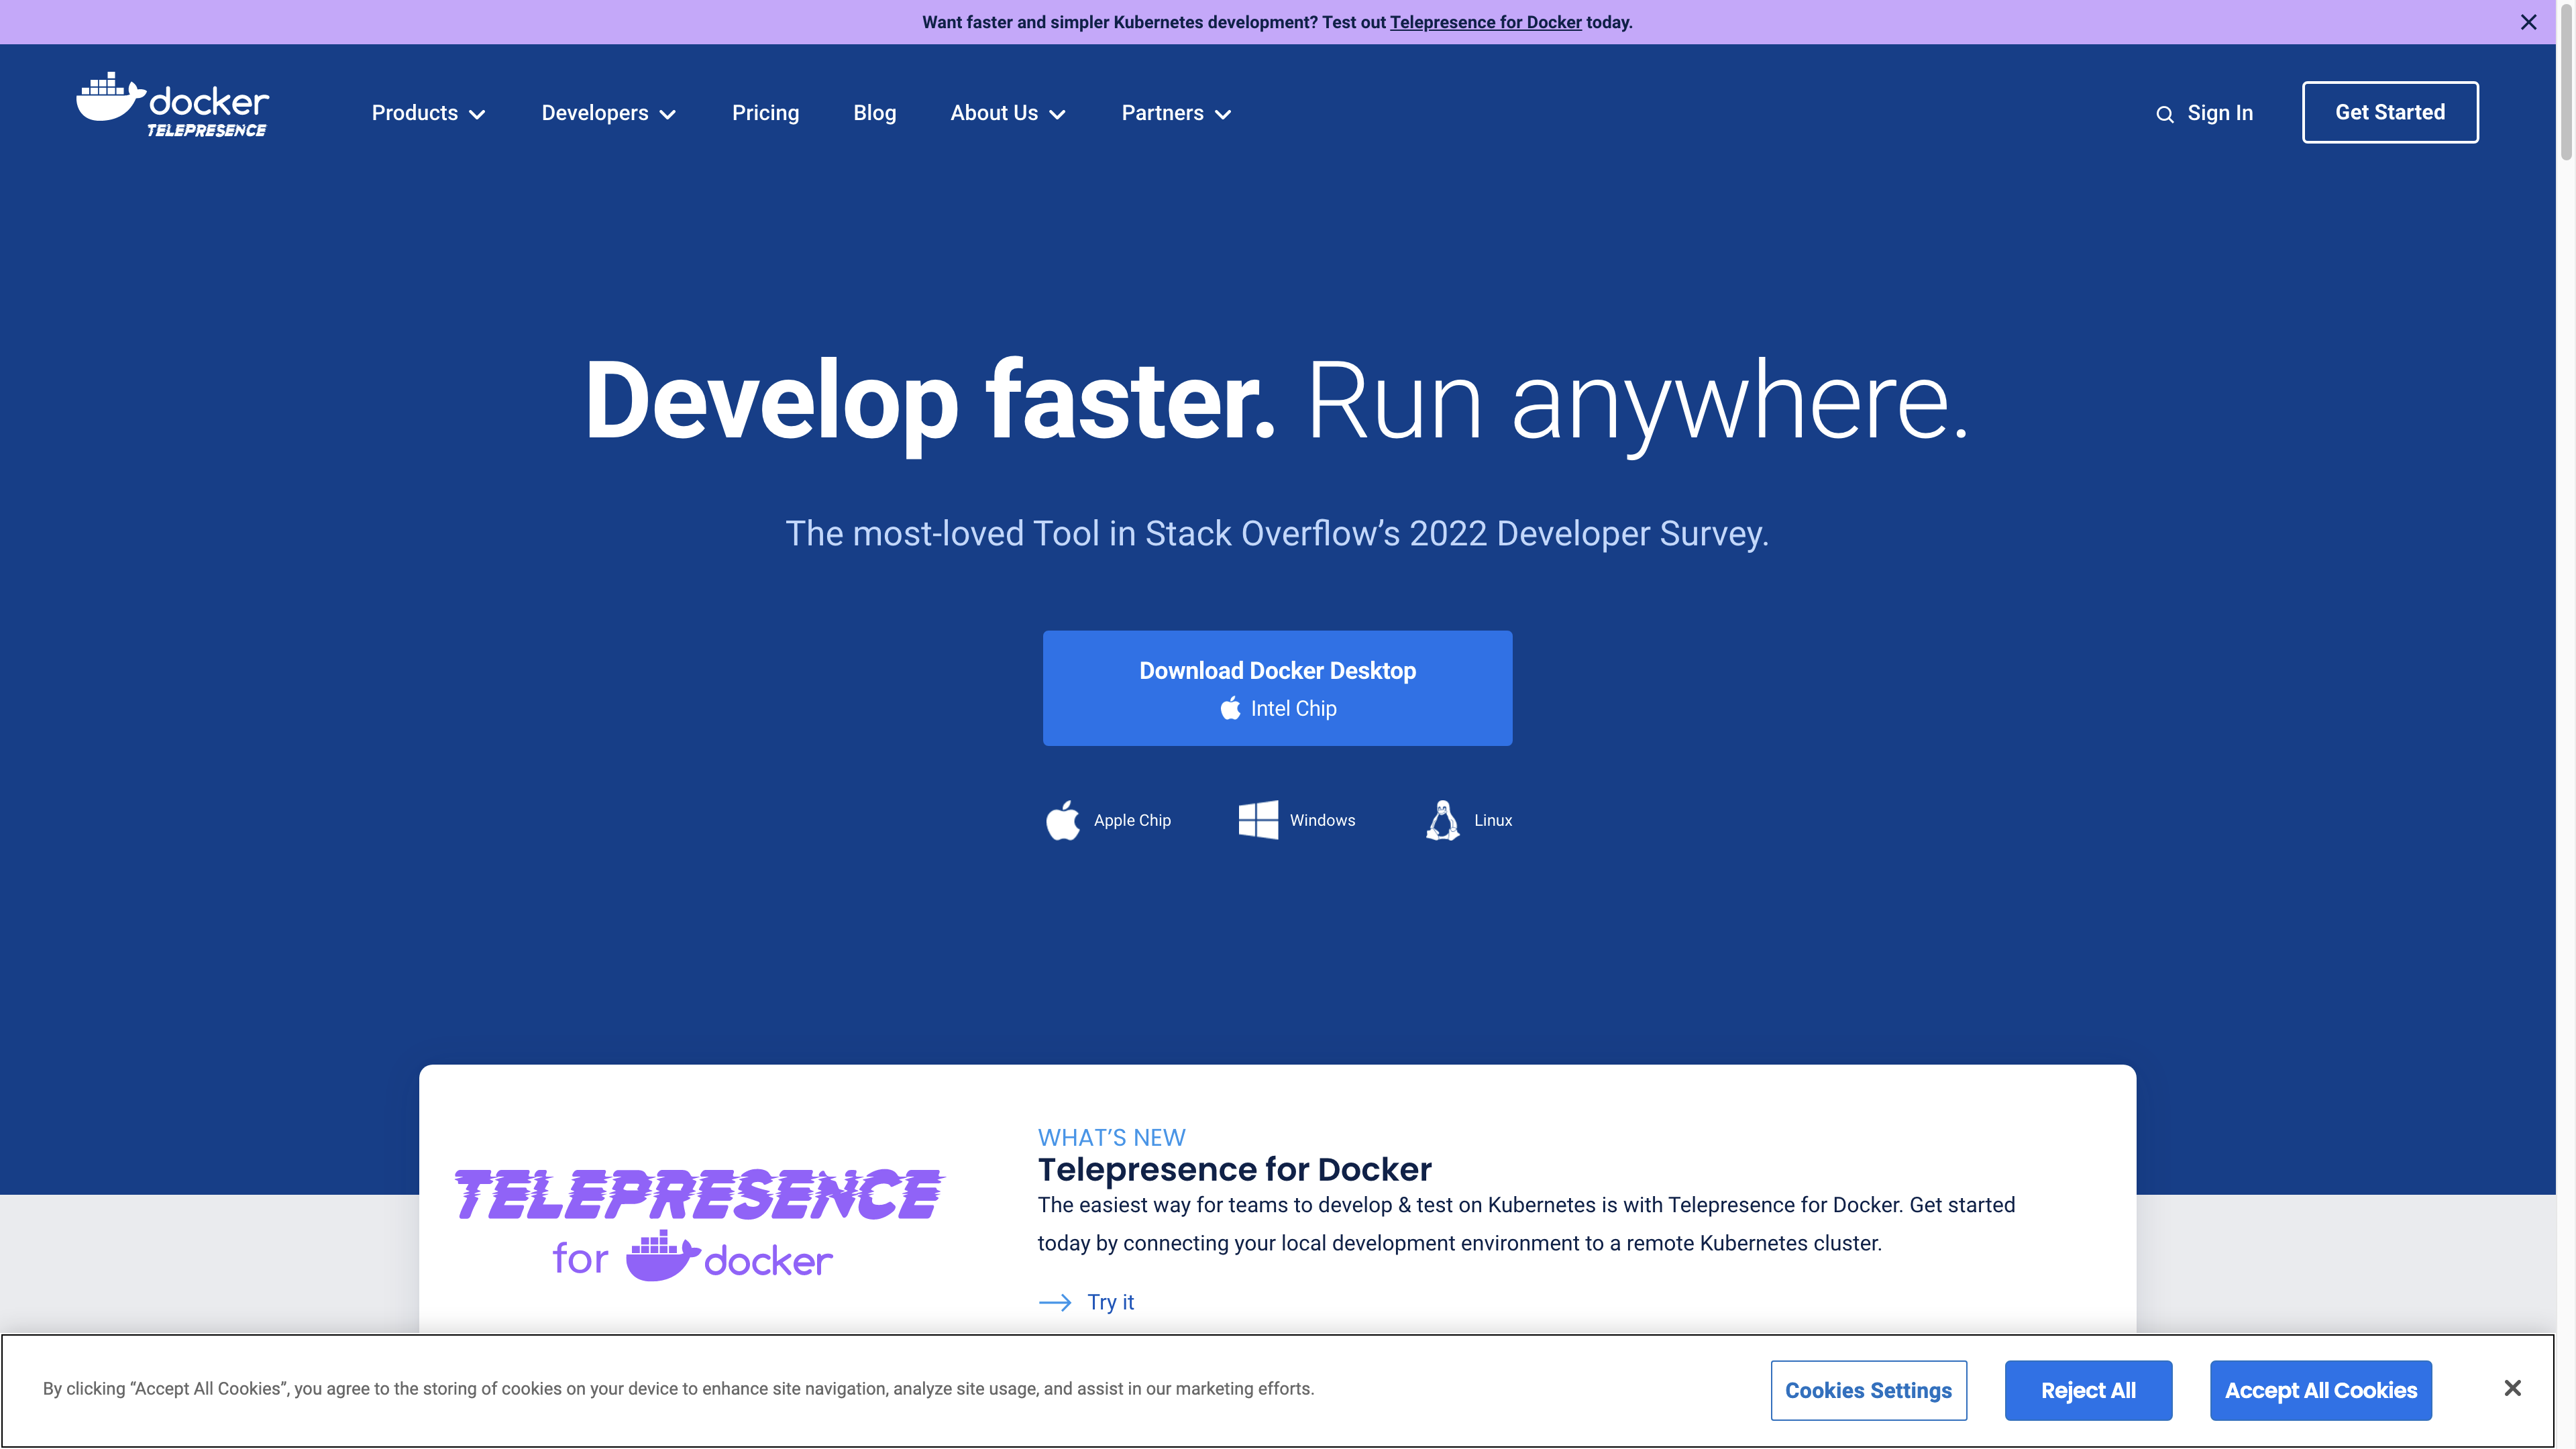 Want faster and simpler Kubernetes development? Test out Telepresence for Docker today.
docker
TELEPRESENCE
Products
Developers
Pricing
Blog
About Us
Partners
Sign In
Get Started
Develop faster. Run anywhere.
The most-loved Tool in Stack Overflow’s 2022 Developer Survey.
Download Docker Desktop
Intel Chip
Apple Chip
Windows
Linux
TELEPRESENCE
for docker
WHAT’S NEW
Telepresence for Docker
The easiest way for teams to develop & test on Kubernetes is with Telepresence for Docker. Get started
today by connecting your local development environment to a remote Kubernetes cluster.
Try it
By clicking “Accept All Cookies”, you agree to the storing of cookies on your device to enhance site navigation, analyze site usage, and assist in our marketing efforts.
Cookies Settings
Reject All
Accept All Cookies